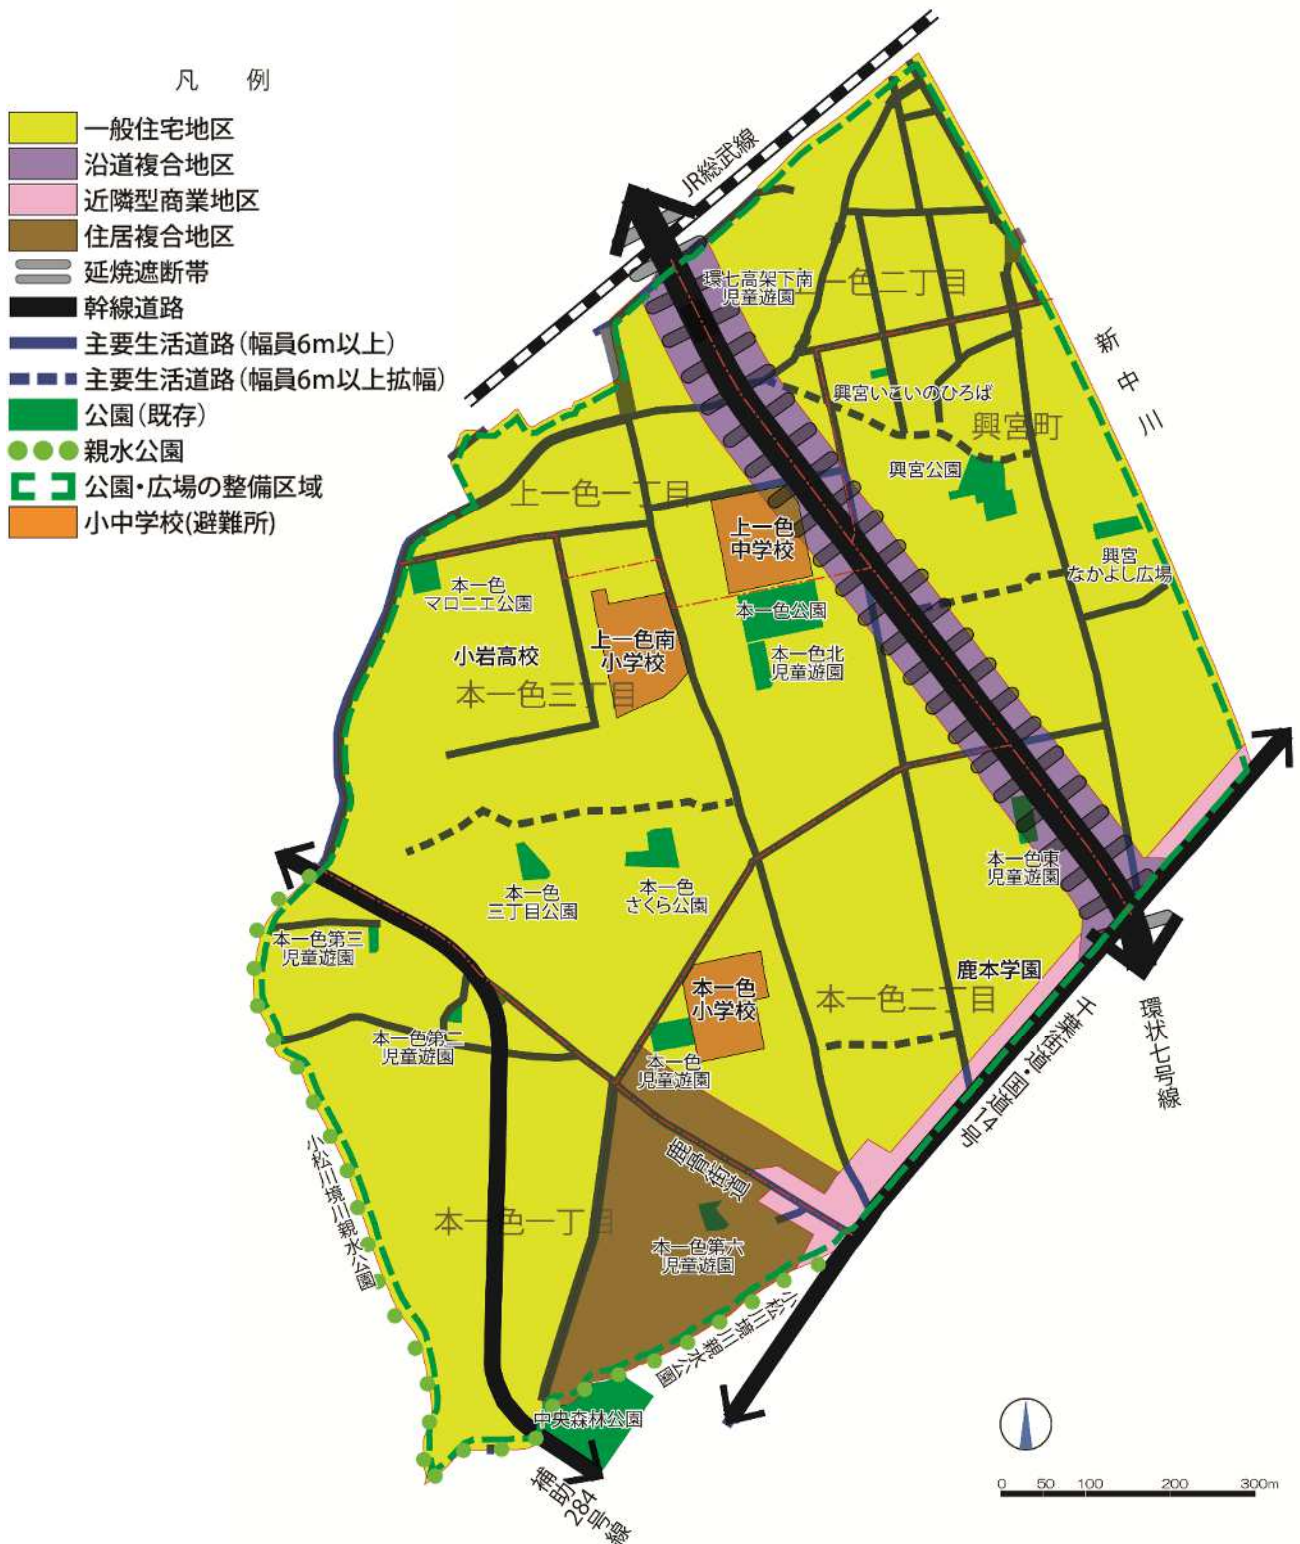 凡 例
一般住宅地区
沿道複合地区
近隣型商業地区
住居複合地区
延焼遮断帯
幹線道路
主要生活道路(幅員6m以上)
主要生活道路(幅員6m以上拡幅)
公園(既存)
親水公園
公園・広場の整備区域
小中学校(避難所)
JR総武線
環七高架下南
児童遊園
上一色二丁目
新中川
興宮いこいのひろば
興宮町
興宮公園
上一色一丁目
上一色
中学校
興宮
なかよし広場
本一色
マロニエ公園
本一色公園
小岩高校
上一色南
小学校
本一色北
児童遊園
本一色三丁目
本一色東
児童遊園
本一色
三丁目公園
本一色
さくら公園
本一色第三
児童遊園
鹿本学園
本一色
小学校
本一色二丁目
千葉街道・国道14号
環状七号線
本一色第二
児童遊園
本一色
児童遊園
小松川境川親水公園
鹿骨街道
本一色一丁目
本一色第六
児童遊園
小松川境川親水公園
中央森林公園
補助
284号線
0 50 100 200 300m